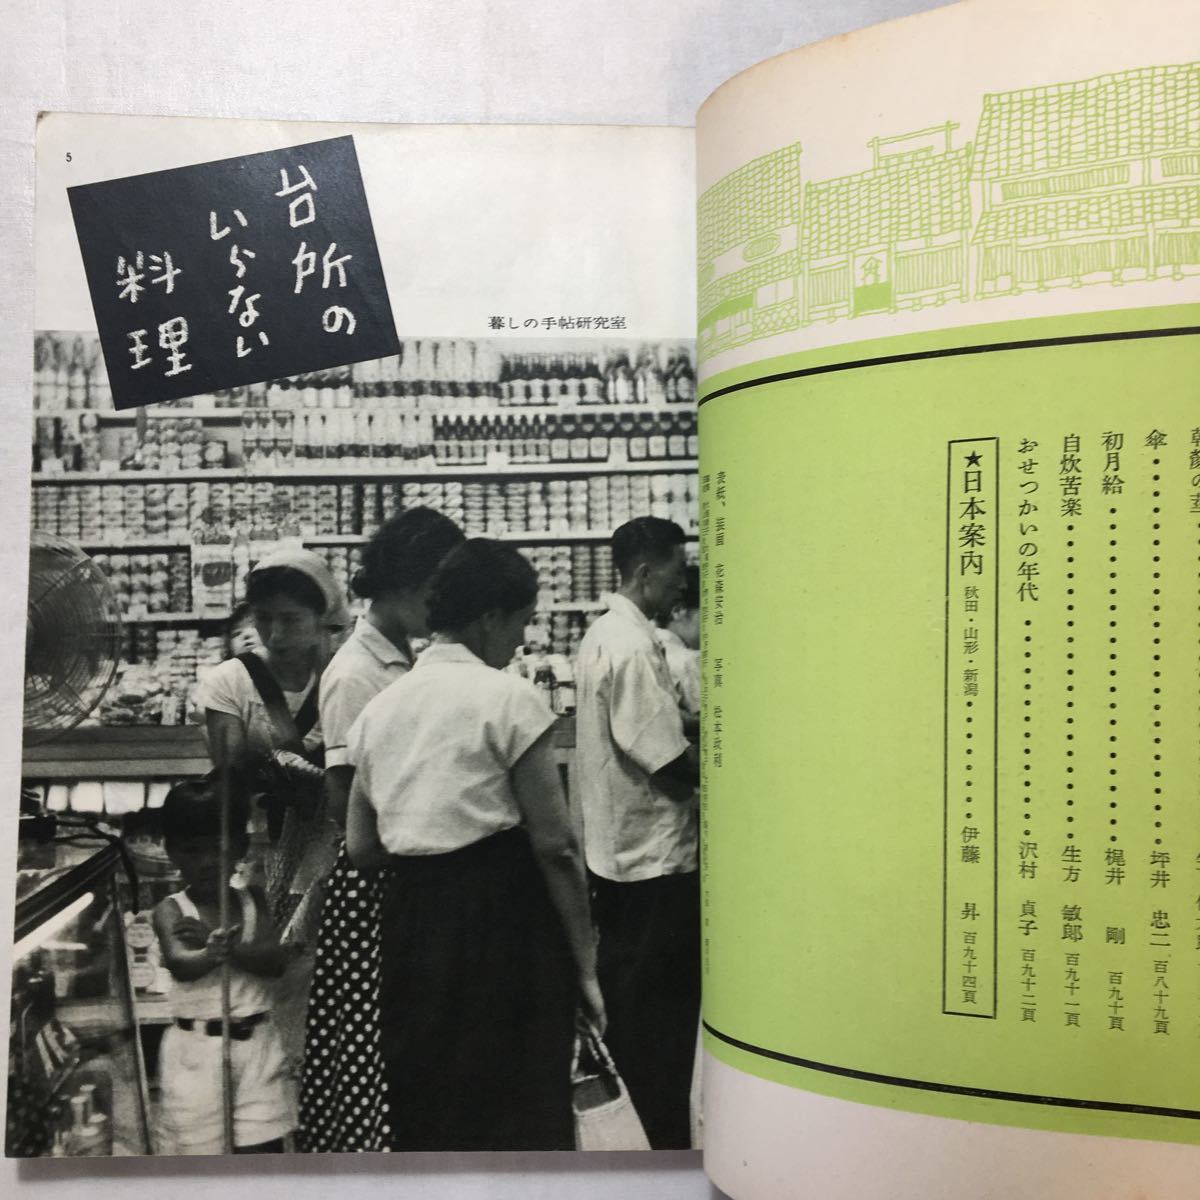 5
台所の
いらない
料理
暮しの手帖研究室
傘・・・・・・・・・・・・・・・・坪井 忠二 百八十九頁
初月給・・・・・・・・・・・・・・・・梶井 剛 百九十頁
自炊苦楽・・・・・・・・・・・・・・・・生方 敏郎 百九十一頁
おせつかいの年代・・・・・・・・・・・・沢村 貞子 百九十二頁
★日本案内 秋田・山形・新潟・・・・・・・・伊藤 昇 百九十四頁
表紙、挿画 花森安治 写真 松本政利